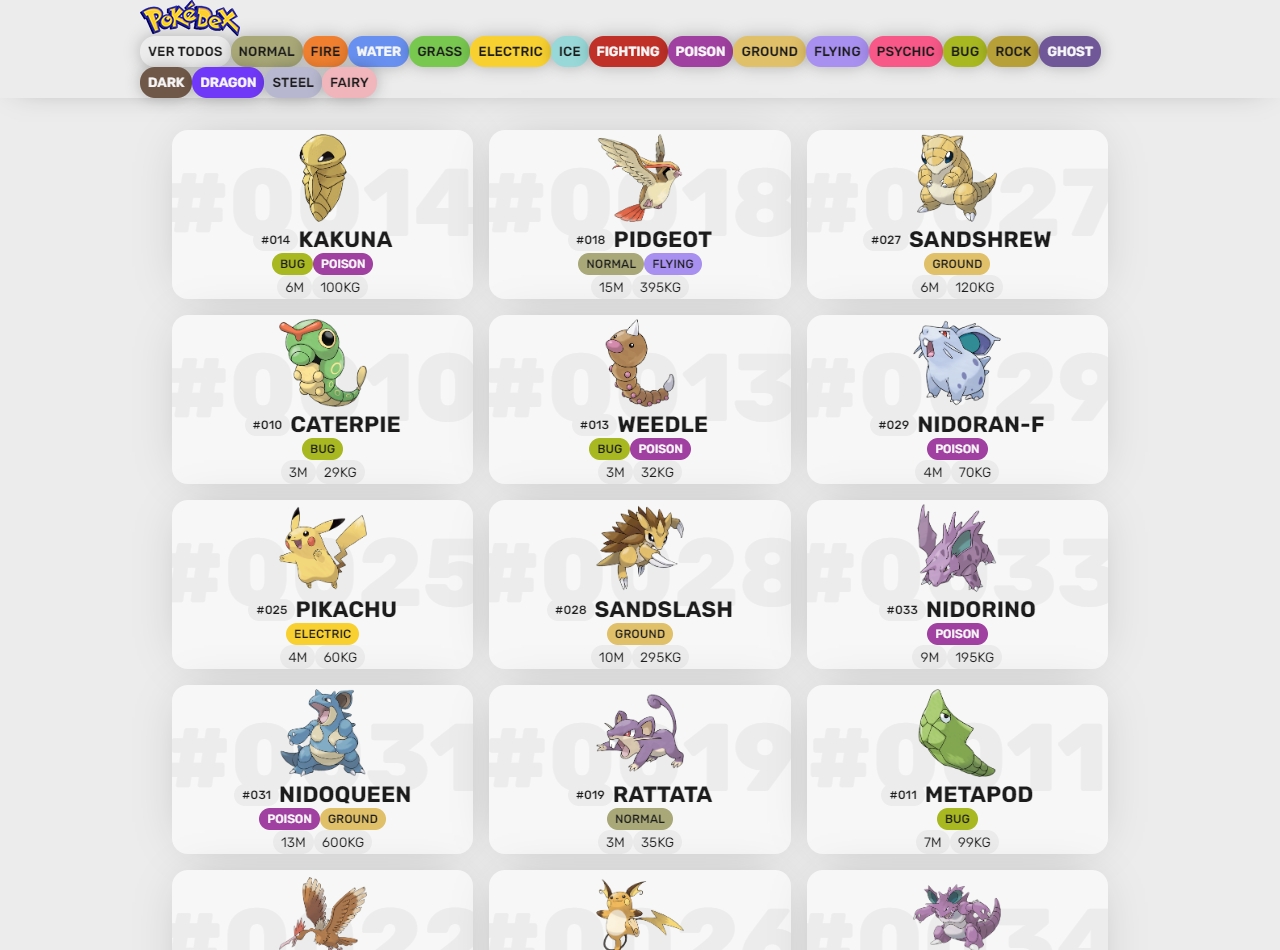 PoKéDeX
VER TODOS NORMAL FIRE WATER GRASS ELECTRIC ICE FIGHTING POISON GROUND FLYING PSYCHIC BUG ROCK GHOST
DARK DRAGON STEEL FAIRY
#0014 #0018 #0027
#014 KAKUNA #018 PIDGEOT #027 SANDSHREW
BUG POISON NORMAL FLYING GROUND
6M 100KG 15M 395KG 6M 120KG
#0010 #0013 #0029
#010 CATERPIE #013 WEEDLE #029 NIDORAN-F
BUG BUG POISON POISON
3M 29KG 3M 32KG 4M 70KG
#0025 #0028 #0033
#025 PIKACHU #028 SANDSLASH #033 NIDORINO
ELECTRIC GROUND POISON
4M 60KG 10M 295KG 9M 195KG
#0031 #0019 #0011
#031 NIDOQUEEN #019 RATTATA #011 METAPOD
POISON GROUND NORMAL BUG
13M 600KG 3M 35KG 7M 99KG
#0022 #0026 #0034